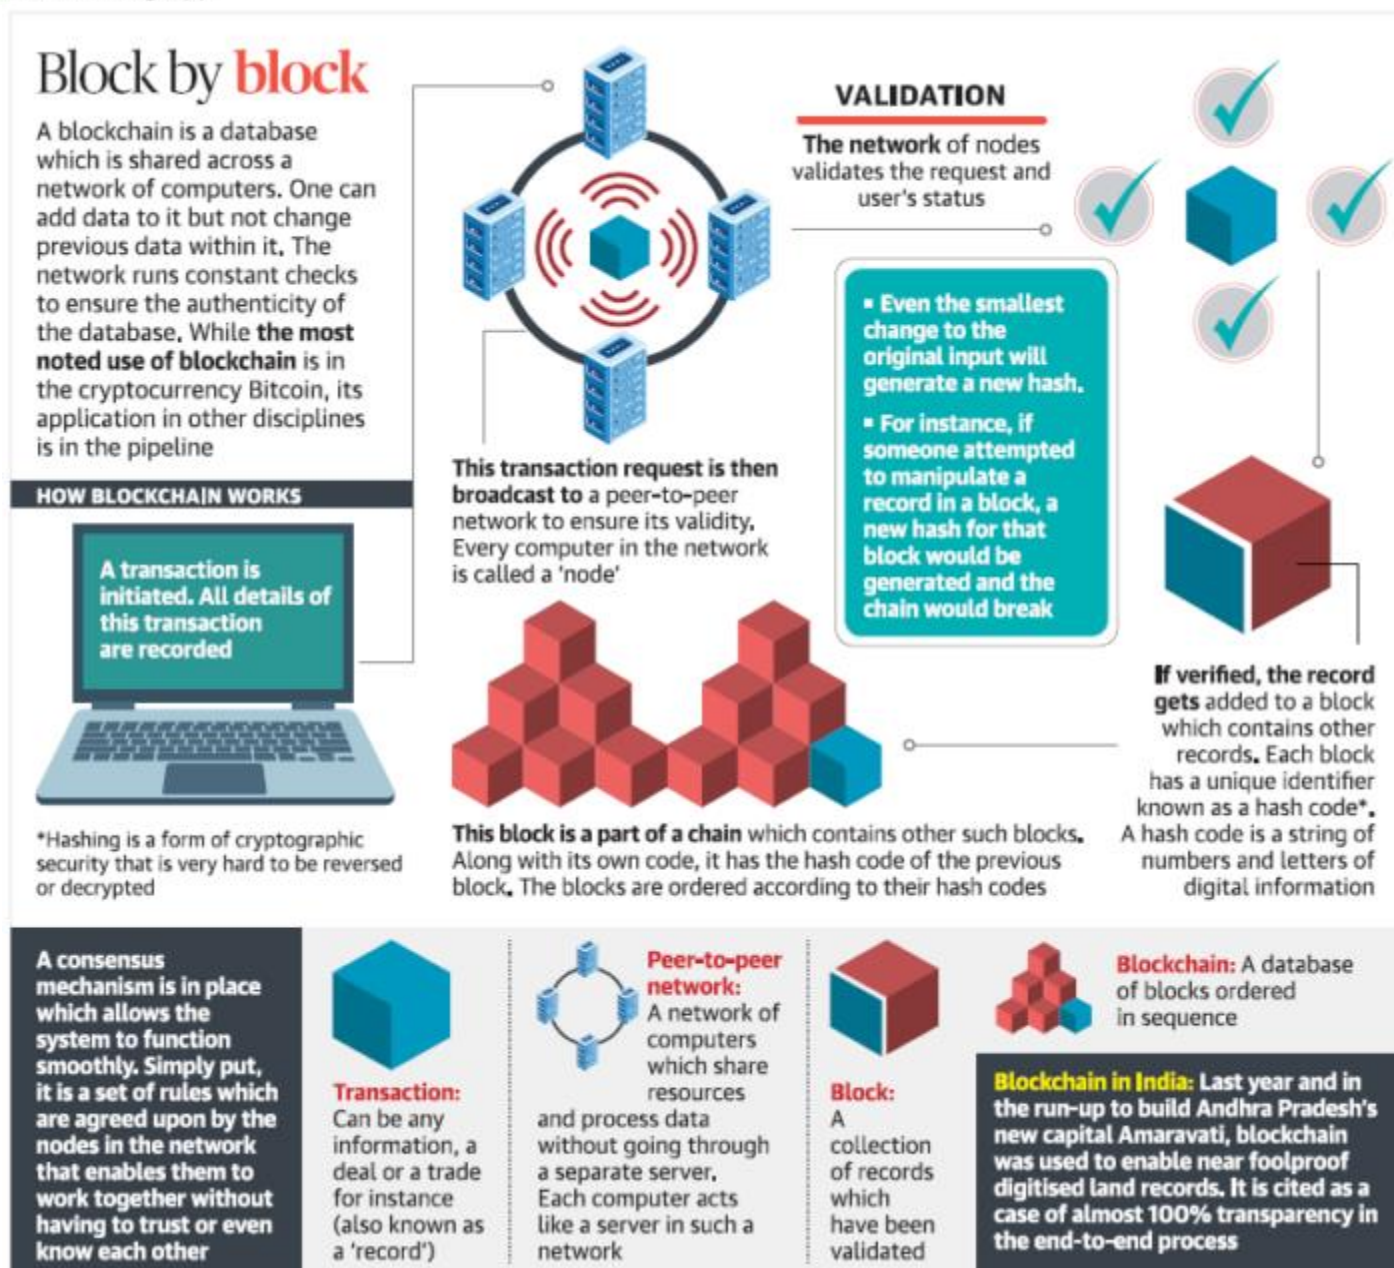 Block by block
A blockchain is a database
which is shared across a
network of computers. One can
add data to it but not change
previous data within it. The
network runs constant checks
to ensure the authenticity of
the database. While the most
noted use of blockchain is in
the cryptocurrency Bitcoin, its
application in other disciplines
is in the pipeline
HOW BLOCKCHAIN WORKS
A transaction is
initiated. All details of
this transaction
are recorded
*Hashing is a form of cryptographic
security that is very hard to be reversed
or decrypted
This transaction request is then
broadcast to a peer-to-peer
network to ensure its validity.
Every computer in the network
is called a 'node'
VALIDATION
The network of nodes
validates the request and
user's status
▪ Even the smallest
change to the
original input will
generate a new hash.
▪ For instance, if
someone attempted
to manipulate a
record in a block, a
new hash for that
block would be
generated and the
chain would break
If verified, the record
gets added to a block
which contains other
records. Each block
has a unique identifier
known as a hash code*.
A hash code is a string of
numbers and letters of
digital information
This block is a part of a chain which contains other such blocks.
Along with its own code, it has the hash code of the previous
block. The blocks are ordered according to their hash codes
A consensus
mechanism is in place
which allows the
system to function
smoothly. Simply put,
it is a set of rules which
are agreed upon by the
nodes in the network
that enables them to
work together without
having to trust or even
know each other
Transaction:
Can be any
information, a
deal or a trade
for instance
(also known as
a 'record')
Peer-to-peer
network:
A network of
computers
which share
resources
and process data
without going through
a separate server.
Each computer acts
like a server in such a
network
Block:
A
collection
of records
which
have been
validated
Blockchain: A database
of blocks ordered
in sequence
Blockchain in India: Last year and in
the run-up to build Andhra Pradesh's
new capital Amaravati, blockchain
was used to enable near foolproof
digitised land records. It is cited as a
case of almost 100% transparency in
the end-to-end process